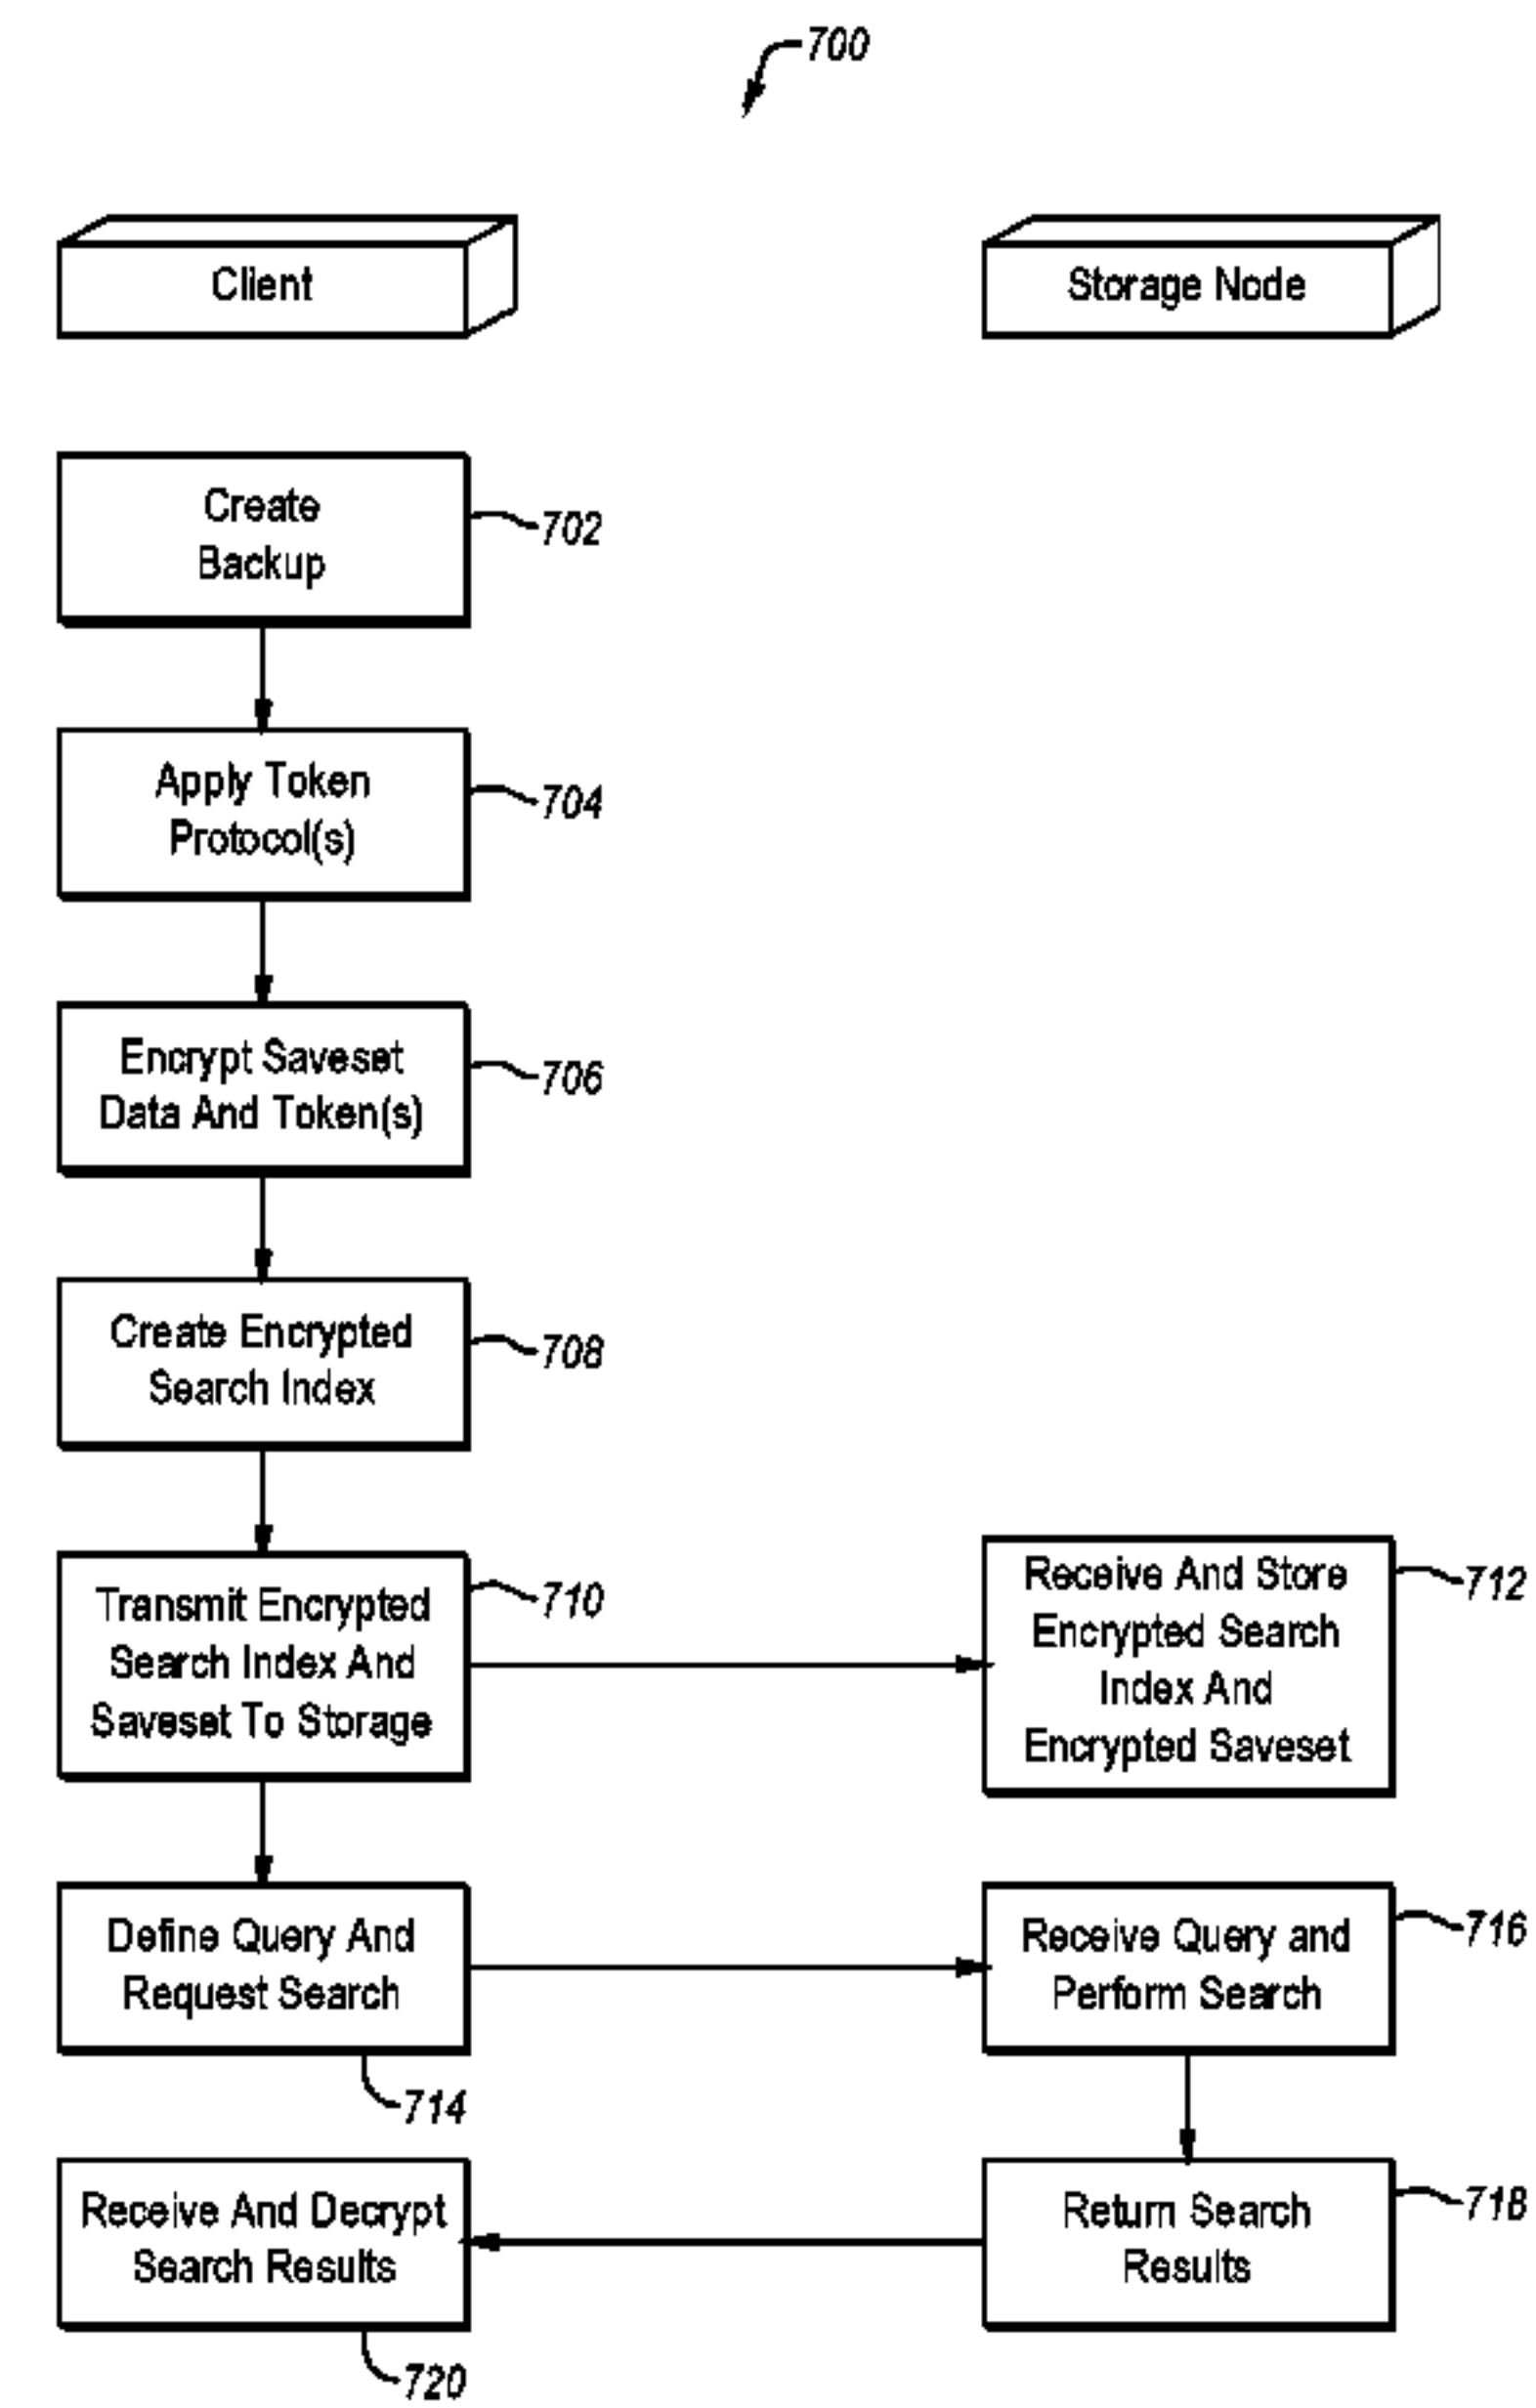 700
Client
Storage Node
Create
Backup
702
Apply Token
Protocol(s)
704
Encrypt Saveset
Data And Token(s)
706
Create Encrypted
Search Index
708
Transmit Encrypted
Search Index And
Saveset To Storage
710
Receive And Store
Encrypted Search
Index And
Encrypted Saveset
712
Define Query And
Request Search
714
Receive Query and
Perform Search
716
Receive And Decrypt
Search Results
720
Return Search
Results
718